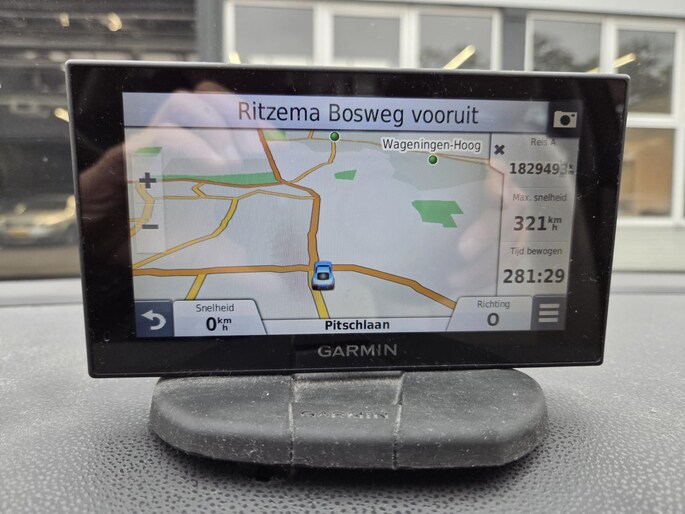 Ritzema Bosweg vooruit
Wageningen-Hoog
Reis A
Max. snelheid
321 km/h
Tijd bewogen
281:29
Snelheid
0 km/h
Pitschlaan
Richting
O
GARMIN
GARMIN